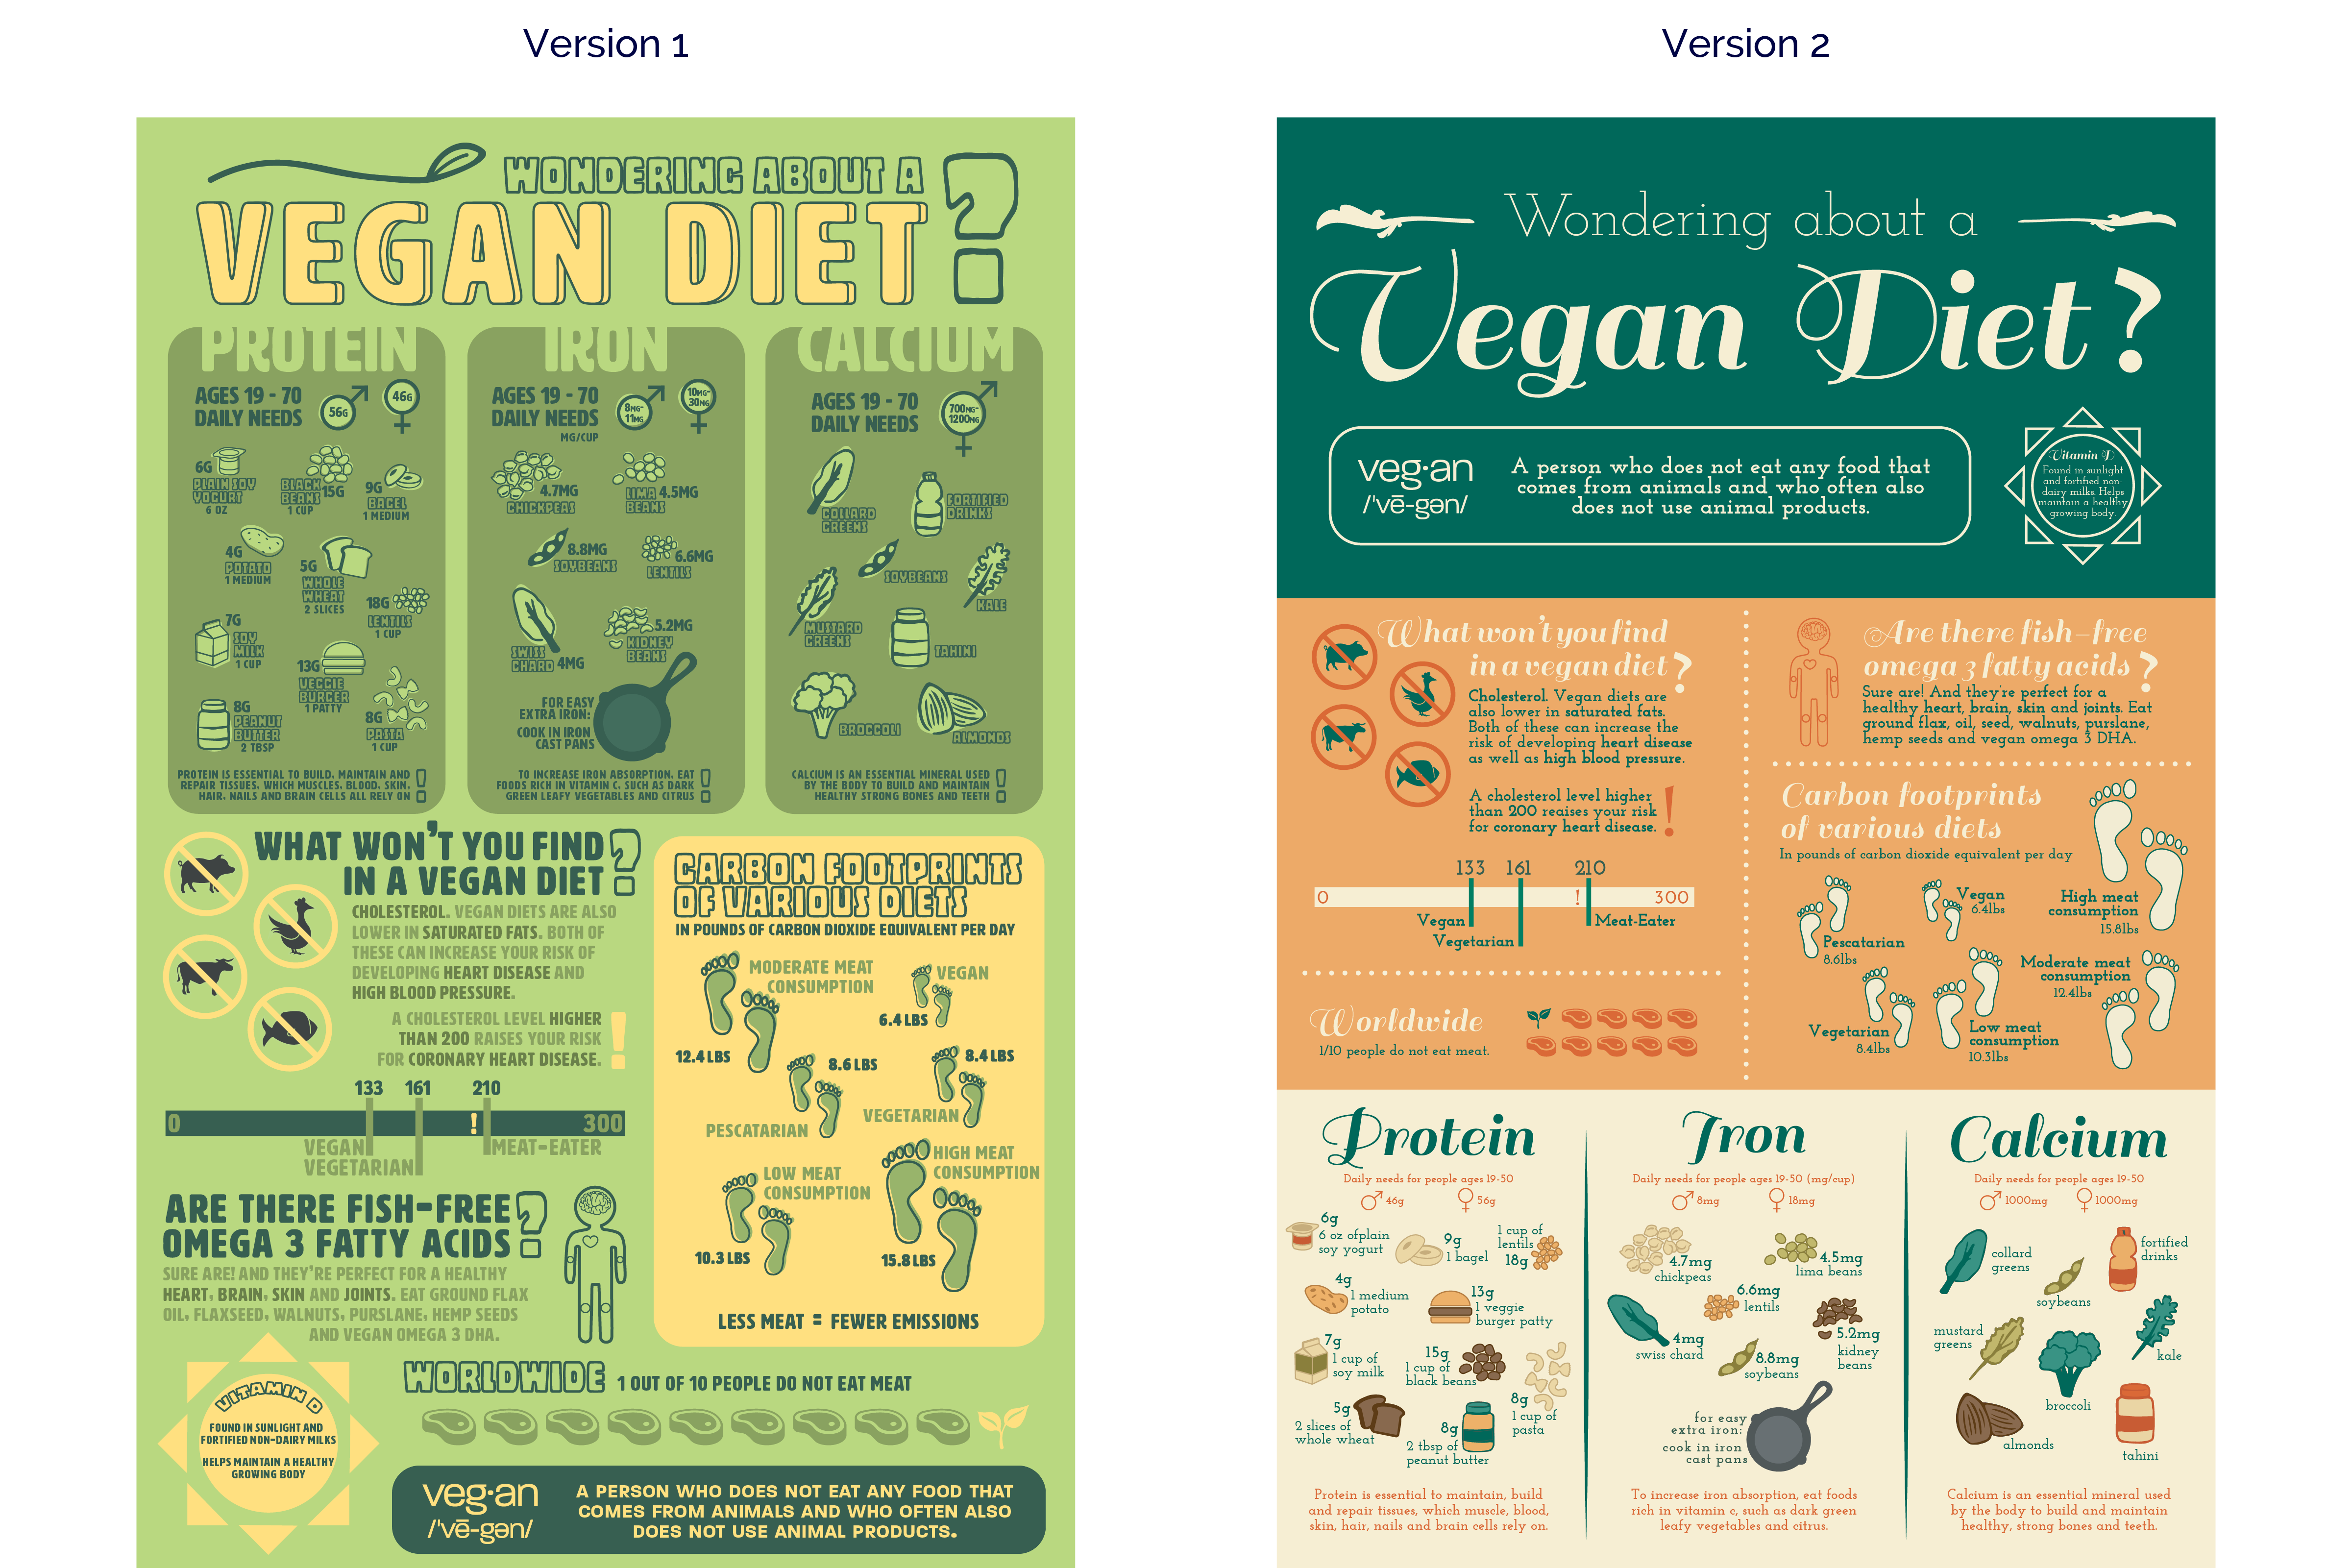 Version 1
WONDERING ABOUT A
VEGAN DIET?
PROTEIN
AGES 19 - 70
DAILY NEEDS
56G
46G
6G
PLAIN SOY
YOGURT
6 OZ
BLACK
BEANS 15G
1 CUP
9G
BAGEL
1 MEDIUM
4G
POTATO
1 MEDIUM
5G
WHOLE
WHEAT
2 SLICES
18G
LENTILS
1 CUP
7G
SOY
MILK
1 CUP
13G
VEGGIE
BURGER
1 PATTY
8G
PEANUT
BUTTER
2 TBSP
8G
PASTA
1 CUP
PROTEIN IS ESSENTIAL TO BUILD, MAINTAIN AND
REPAIR TISSUES, WHICH MUSCLES, BLOOD, SKIN,
HAIR, NAILS AND BRAIN CELLS ALL RELY ON !
IRON
AGES 19 - 70
DAILY NEEDS
MG/CUP
8MG-
11MG
10MG-
30MG
4.7MG
CHICKPEAS
LIMA 4.5MG
BEANS
8.8MG
SOYBEANS
6.6MG
LENTILS
SWISS
CHARD 4MG
5.2MG
KIDNEY
BEANS
FOR EASY
EXTRA IRON:
COOK IN IRON
CAST PANS
TO INCREASE IRON ABSORPTION, EAT
FOODS RICH IN VITAMIN C, SUCH AS DARK
GREEN LEAFY VEGETABLES AND CITRUS !
CALCIUM
AGES 19 - 70
DAILY NEEDS
700MG-
1200MG
COLLARD
GREENS
FORTIFIED
DRINKS
SOYBEANS
KALE
MUSTARD
GREENS
TAHINI
BROCCOLI
ALMONDS
CALCIUM IS AN ESSENTIAL MINERAL USED
BY THE BODY TO BUILD AND MAINTAIN
HEALTHY STRONG BONES AND TEETH !
WHAT WON'T YOU FIND
IN A VEGAN DIET?
CHOLESTEROL. VEGAN DIETS ARE ALSO
LOWER IN SATURATED FATS. BOTH OF
THESE CAN INCREASE YOUR RISK OF
DEVELOPING HEART DISEASE AND
HIGH BLOOD PRESSURE.
A CHOLESTEROL LEVEL HIGHER
THAN 200 RAISES YOUR RISK
FOR CORONARY HEART DISEASE. !
133 161 210
0 ! 300
VEGAN MEAT-EATER
VEGETARIAN
ARE THERE FISH-FREE
OMEGA 3 FATTY ACIDS?
SURE ARE! AND THEY'RE PERFECT FOR A HEALTHY
HEART, BRAIN, SKIN AND JOINTS. EAT GROUND FLAX
OIL, FLAXSEED, WALNUTS, PURSLANE, HEMP SEEDS
AND VEGAN OMEGA 3 DHA.
CARBON FOOTPRINTS
OF VARIOUS DIETS
IN POUNDS OF CARBON DIOXIDE EQUIVALENT PER DAY
MODERATE MEAT
CONSUMPTION
12.4 LBS
VEGAN
6.4 LBS
8.6 LBS
PESCATARIAN
8.4 LBS
VEGETARIAN
LOW MEAT
CONSUMPTION
10.3 LBS
HIGH MEAT
CONSUMPTION
15.8 LBS
LESS MEAT = FEWER EMISSIONS
VITAMIN D
FOUND IN SUNLIGHT AND
FORTIFIED NON-DAIRY MILKS
HELPS MAINTAIN A HEALTHY
GROWING BODY
WORLDWIDE 1 OUT OF 10 PEOPLE DO NOT EAT MEAT
veg·an
/'vē-gən/
A PERSON WHO DOES NOT EAT ANY FOOD THAT
COMES FROM ANIMALS AND WHO OFTEN ALSO
DOES NOT USE ANIMAL PRODUCTS.
Version 2
Wondering about a
Vegan Diet?
veg·an
/'vē-gən/
A person who does not eat any food that
comes from animals and who often also
does not use animal products.
Vitamin D
Found in sunlight
and fortified non-
dairy milks. Helps
maintain a healthy
growing body.
What won't you find
in a vegan diet?
Cholesterol. Vegan diets are
also lower in saturated fats.
Both of these can increase the
risk of developing heart disease
as well as high blood pressure.
A cholesterol level higher
than 200 reaises your risk
for coronary heart disease. !
133 161 210
0 ! 300
Vegan Meat-Eater
Vegetarian
Worldwide
1/10 people do not eat meat.
Are there fish-free
omega 3 fatty acids?
Sure are! And they're perfect for a
healthy heart, brain, skin and joints. Eat
ground flax, oil, seed, walnuts, purslane,
hemp seeds and vegan omega 3 DHA.
Carbon footprints
of various diets
In pounds of carbon dioxide equivalent per day
Pescatarian
8.6lbs
Vegan
6.4lbs
High meat
consumption
15.8lbs
Vegetarian
8.4lbs
Low meat
consumption
10.3lbs
Moderate meat
consumption
12.4lbs
Protein
Daily needs for people ages 19-50
46g 56g
6g
6 oz ofplain
soy yogurt
9g
1 bagel
1 cup of
lentils
18g
4g
1 medium
potato
13g
1 veggie
burger patty
7g
1 cup of
soy milk
15g
1 cup of
black beans
8g
1 cup of
pasta
5g
2 slices of
whole wheat
8g
2 tbsp of
peanut butter
Protein is essential to maintain, build
and repair tissues, which muscle, blood,
skin, hair, nails and brain cells rely on.
Iron
Daily needs for people ages 19-50 (mg/cup)
8mg 18mg
4.7mg
chickpeas
4.5mg
lima beans
6.6mg
lentils
4mg
swiss chard
5.2mg
kidney
beans
8.8mg
soybeans
for easy
extra iron:
cook in iron
cast pans
To increase iron absorption, eat foods
rich in vitamin c, such as dark green
leafy vegetables and citrus.
Calcium
Daily needs for people ages 19-50
1000mg 1000mg
collard
greens
fortified
drinks
soybeans
mustard
greens
kale
broccoli
almonds
tahini
Calcium is an essential mineral used
by the body to build and maintain
healthy, strong bones and teeth.